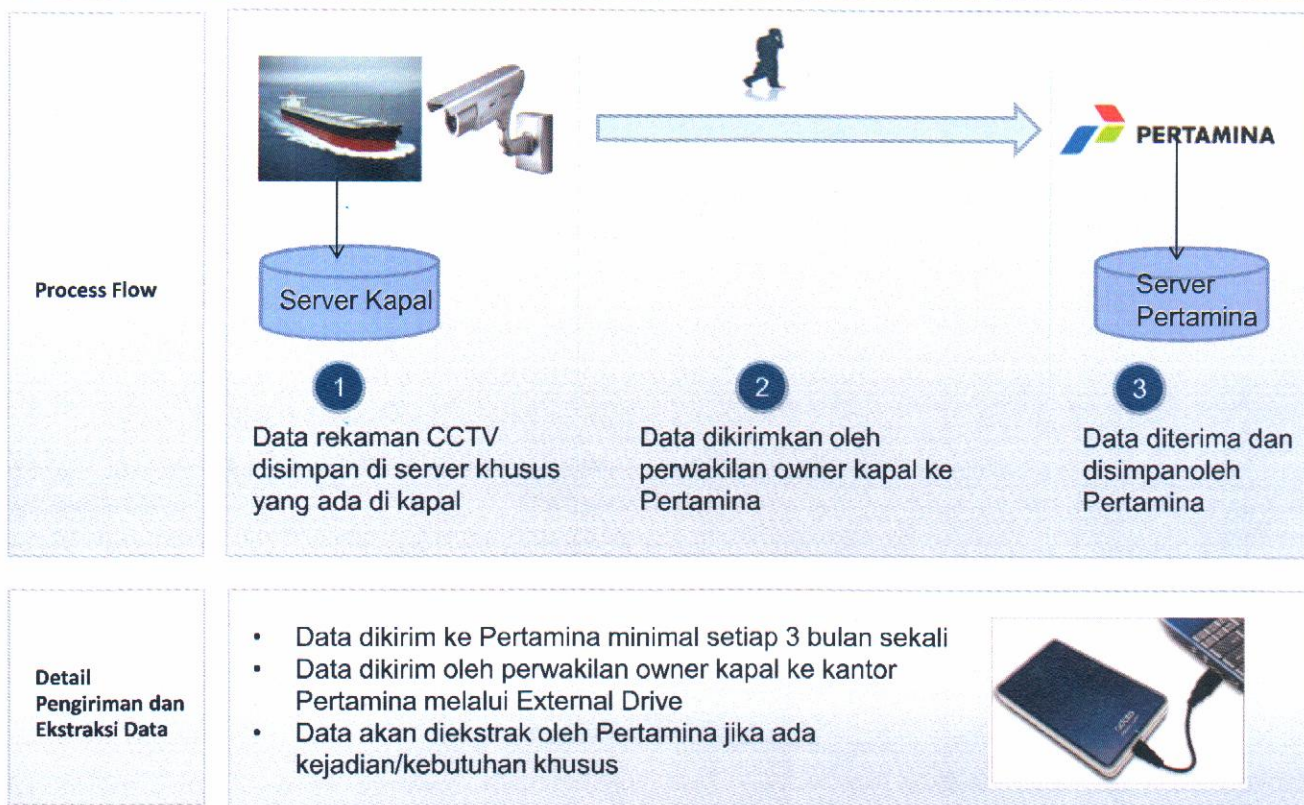 PERTAMINA
Process Flow
Server Kapal
Server
Pertamina
1
2
3
Data rekaman CCTV
disimpan di server khusus
yang ada di kapal
Data dikirimkan oleh
perwakilan owner kapal ke
Pertamina
Data diterima dan
disimpanoleh
Pertamina
Detail
Pengiriman dan
Ekstraksi Data
• Data dikirim ke Pertamina minimal setiap 3 bulan sekali
• Data dikirim oleh perwakilan owner kapal ke kantor
Pertamina melalui External Drive
• Data akan diekstrak oleh Pertamina jika ada
kejadian/kebutuhan khusus